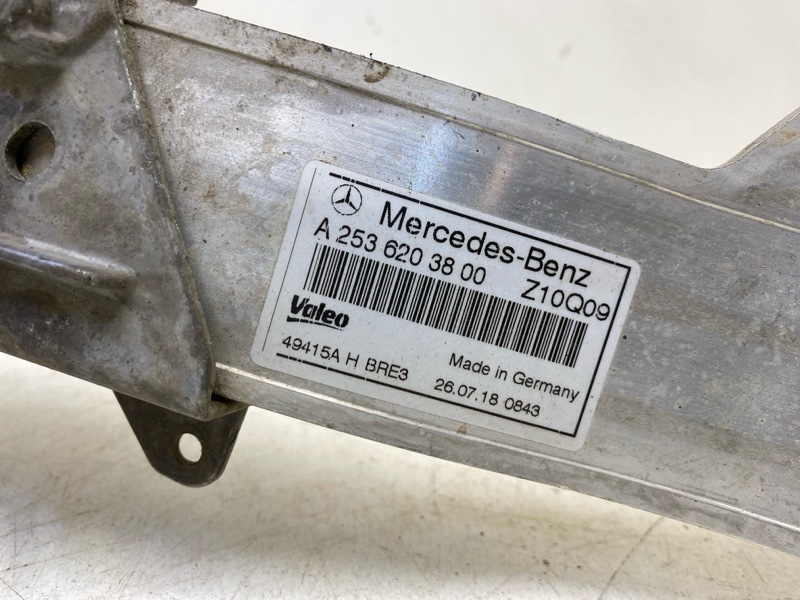 Mercedes-Benz
A 253 620 38 00 Z10Q09
Valeo
Made in Germany
49415A H BRE3 26.07.18 0843